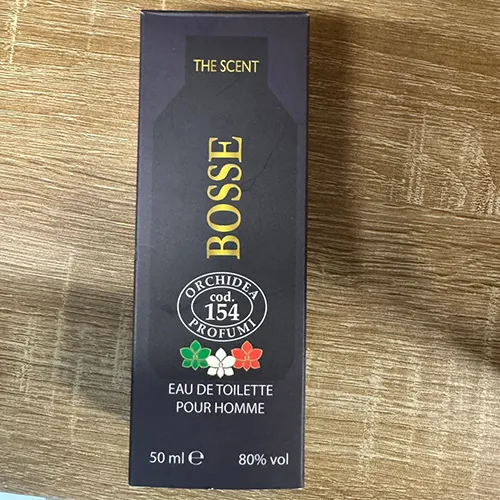 THE SCENT
BOSSE
ORCHIDEA
cod.
154
PROFUMI
EAU DE TOILETTE
POUR HOMME
50 ml ℮ 80% vol